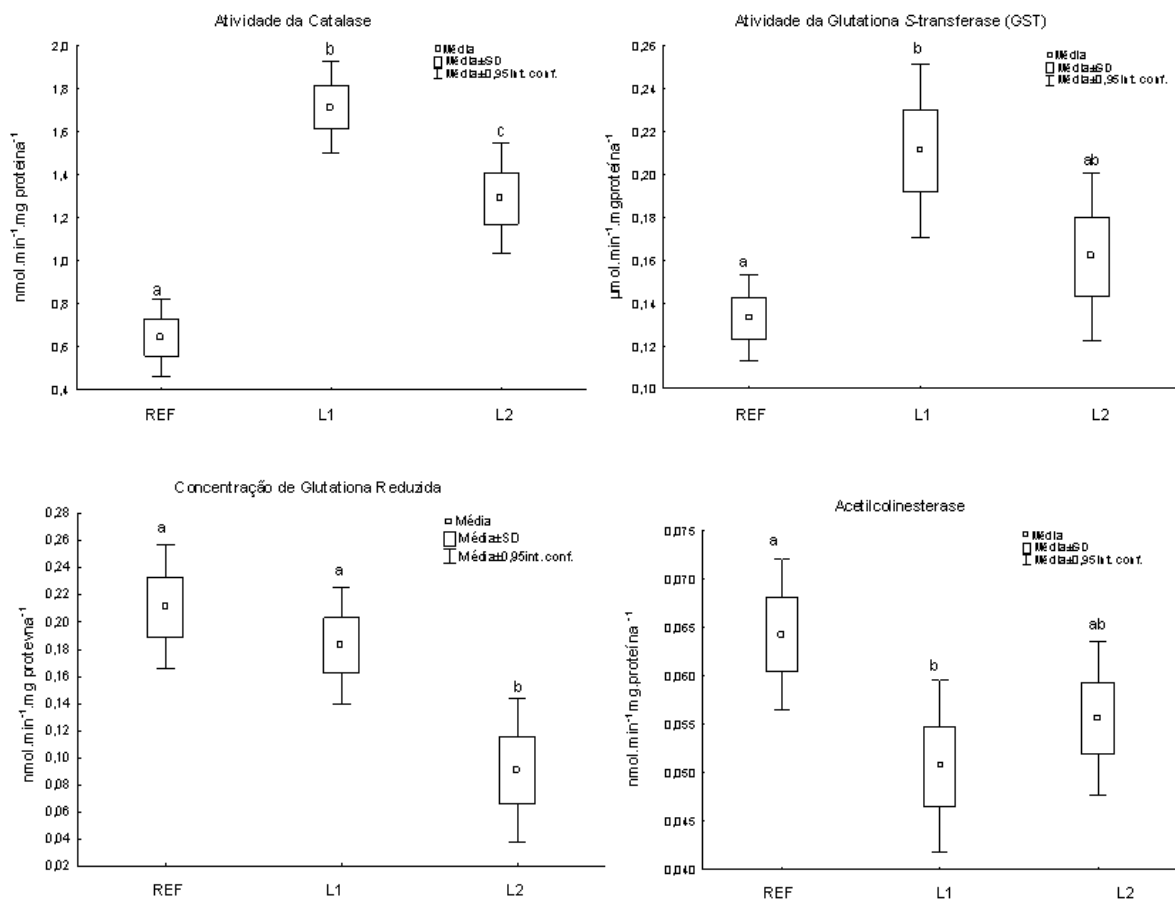 Atividade da Catalase
2,0
1,8
1,6
1,4
1,2
1,0
0,8
0,6
0,4
nmol.min⁻¹.mg proteína⁻¹
Média
Média±SD
Média±0,95Int. conf.
a
b
c
REF L1 L2
Atividade da Glutationa S-transferase (GST)
0,26
0,24
0,22
0,20
0,18
0,16
0,14
0,12
0,10
µmol.min⁻¹.mgproteína⁻¹
Média
Média±SD
Média±0,95Int. conf.
a
b
ab
REF L1 L2
Concentração de Glutationa Reduzida
0,28
0,26
0,24
0,22
0,20
0,18
0,16
0,14
0,12
0,10
0,08
0,06
0,04
0,02
nmol.min⁻¹.mg protevna⁻¹
Média
Média±SD
Média±0,95int. conf.
a
a
b
REF L1 L2
Acetilcolinesterase
0,075
0,070
0,065
0,060
0,055
0,050
0,045
0,040
nmol.min⁻¹mg.proteína⁻¹
Média
Média±SD
Média±0,95Int. conf.
a
b
ab
REF L1 L2